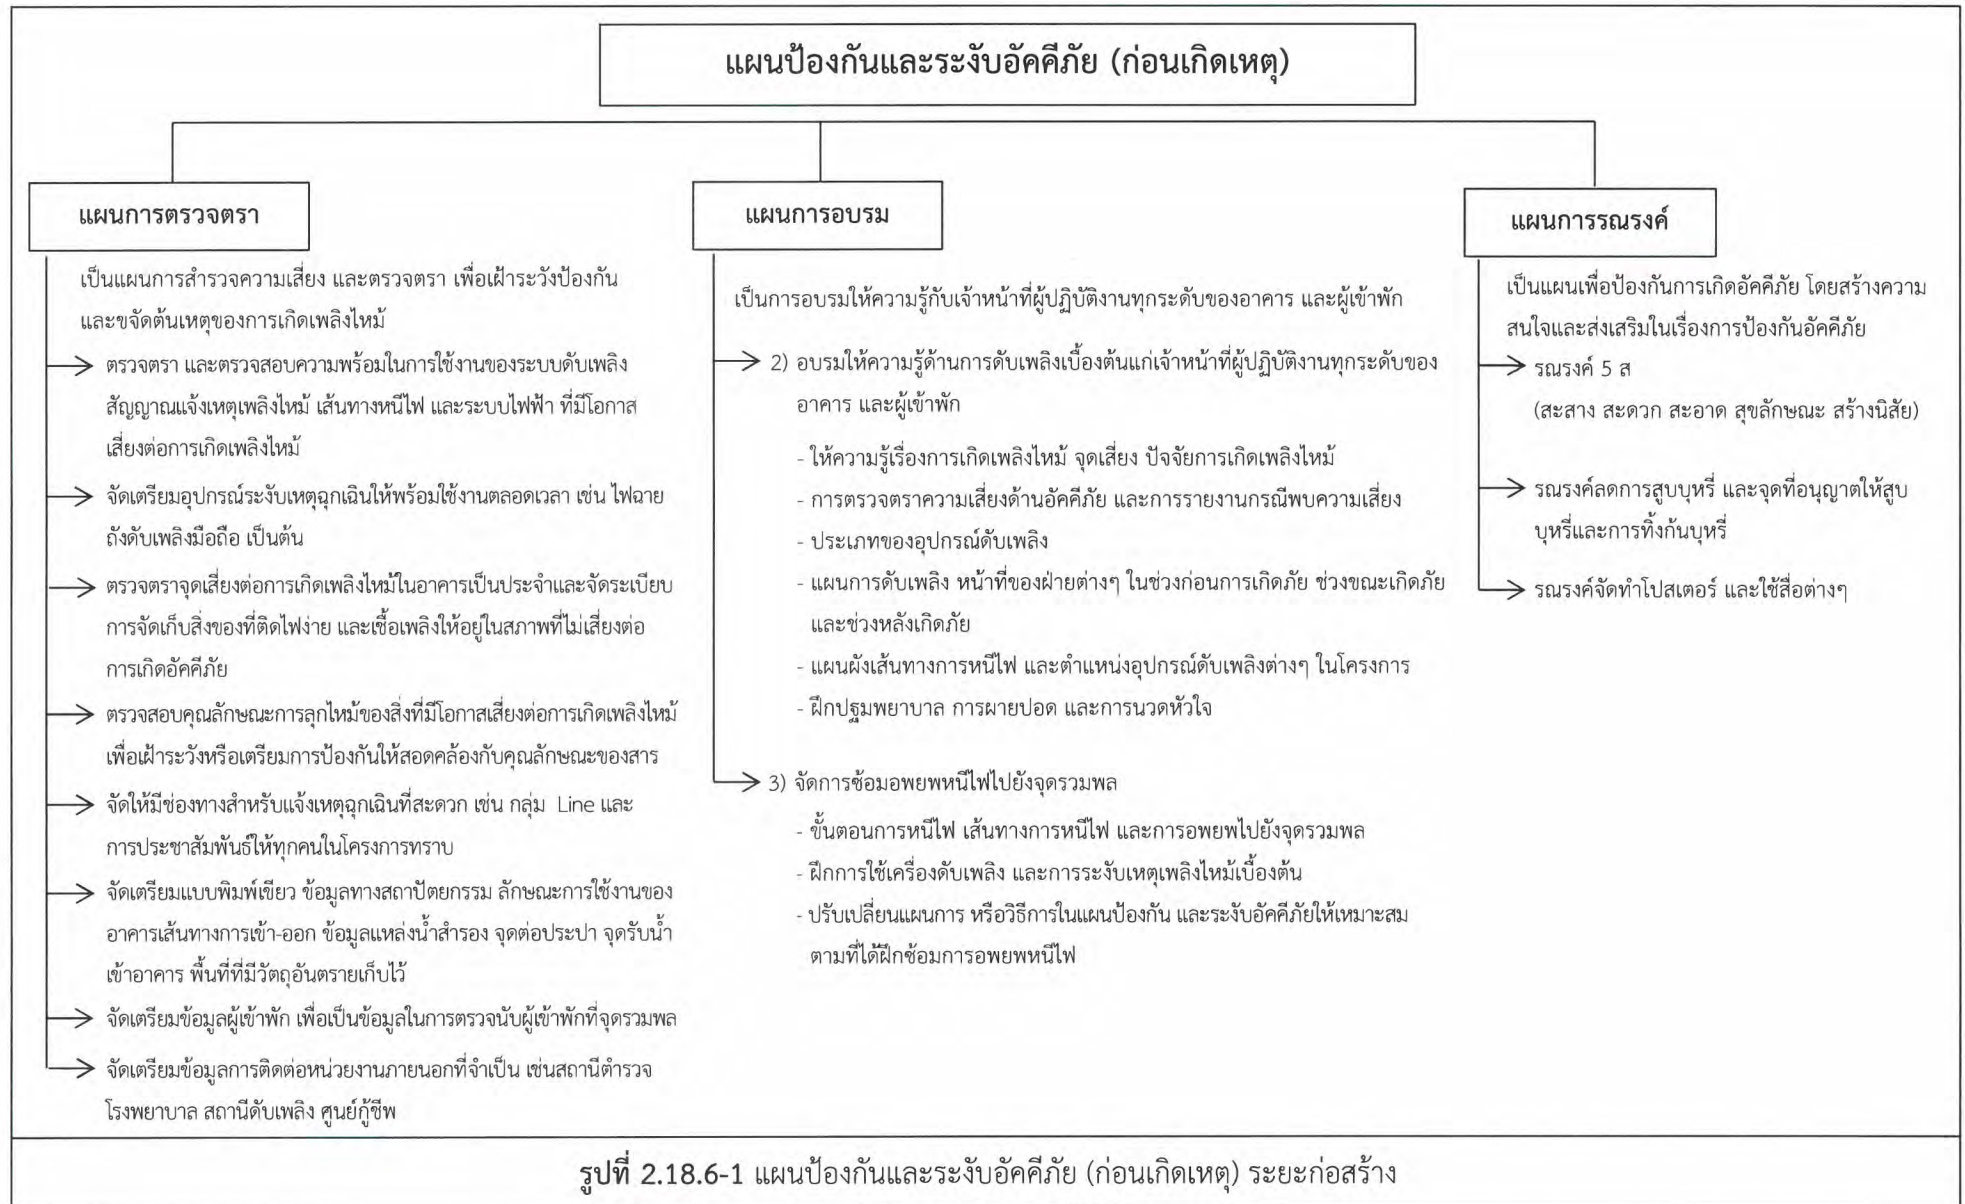 แผนป้องกันและระงับอัคคีภัย (ก่อนเกิดเหตุ)
แผนการตรวจตรา
เป็นแผนการสำรวจความเสี่ยง และตรวจตรา เพื่อเฝ้าระวังป้องกัน
และขจัดต้นเหตุของการเกิดเพลิงไหม้
ตรวจตรา และตรวจสอบความพร้อมในการใช้งานของระบบดับเพลิง
สัญญาณแจ้งเหตุเพลิงไหม้ เส้นทางหนีไฟ และระบบไฟฟ้า ที่มีโอกาส
เสี่ยงต่อการเกิดเพลิงไหม้
จัดเตรียมอุปกรณ์ระงับเหตุฉุกเฉินให้พร้อมใช้งานตลอดเวลา เช่น ไฟฉาย
ถังดับเพลิงมือถือ เป็นต้น
ตรวจตราจุดเสี่ยงต่อการเกิดเพลิงไหม้ในอาคารเป็นประจำและจัดระเบียบ
การจัดเก็บสิ่งของที่ติดไฟง่าย และเชื้อเพลิงให้อยู่ในสภาพที่ไม่เสี่ยงต่อ
การเกิดอัคคีภัย
ตรวจสอบคุณลักษณะการลุกไหม้ของสิ่งที่มีโอกาสเสี่ยงต่อการเกิดเพลิงไหม้
เพื่อเฝ้าระวังหรือเตรียมการป้องกันให้สอดคล้องกับคุณลักษณะของสาร
จัดให้มีช่องทางสำหรับแจ้งเหตุฉุกเฉินที่สะดวก เช่น กลุ่ม Line และ
การประชาสัมพันธ์ให้ทุกคนในโครงการทราบ
จัดเตรียมแบบพิมพ์เขียว ข้อมูลทางสถาปัตยกรรม ลักษณะการใช้งานของ
อาคารเส้นทางการเข้า-ออก ข้อมูลแหล่งน้ำสำรอง จุดต่อประปา จุดรับน้ำ
เข้าอาคาร พื้นที่ที่มีวัตถุอันตรายเก็บไว้
จัดเตรียมข้อมูลผู้เข้าพัก เพื่อเป็นข้อมูลในการตรวจนับผู้เข้าพักที่จุดรวมพล
จัดเตรียมข้อมูลการติดต่อหน่วยงานภายนอกที่จำเป็น เช่นสถานีตำรวจ
โรงพยาบาล สถานีดับเพลิง ศูนย์กู้ชีพ
แผนการอบรม
เป็นการอบรมให้ความรู้กับเจ้าหน้าที่ผู้ปฏิบัติงานทุกระดับของอาคาร และผู้เข้าพัก
2) อบรมให้ความรู้ด้านการดับเพลิงเบื้องต้นแก่เจ้าหน้าที่ผู้ปฏิบัติงานทุกระดับของ
อาคาร และผู้เข้าพัก
- ให้ความรู้เรื่องการเกิดเพลิงไหม้ จุดเสี่ยง ปัจจัยการเกิดเพลิงไหม้
- การตรวจตราความเสี่ยงด้านอัคคีภัย และการรายงานกรณีพบความเสี่ยง
- ประเภทของอุปกรณ์ดับเพลิง
- แผนการดับเพลิง หน้าที่ของฝ่ายต่างๆ ในช่วงก่อนการเกิดภัย ช่วงขณะเกิดภัย
และช่วงหลังเกิดภัย
- แผนผังเส้นทางการหนีไฟ และตำแหน่งอุปกรณ์ดับเพลิงต่างๆ ในโครงการ
- ฝึกปฐมพยาบาล การผายปอด และการนวดหัวใจ
3) จัดการซ้อมอพยพหนีไฟไปยังจุดรวมพล
- ขั้นตอนการหนีไฟ เส้นทางการหนีไฟ และการอพยพไปยังจุดรวมพล
- ฝึกการใช้เครื่องดับเพลิง และการระงับเหตุเพลิงไหม้เบื้องต้น
- ปรับเปลี่ยนแผนการ หรือวิธีการในแผนป้องกัน และระงับอัคคีภัยให้เหมาะสม
ตามที่ได้ฝึกซ้อมการอพยพหนีไฟ
แผนการรณรงค์
เป็นแผนเพื่อป้องกันการเกิดอัคคีภัย โดยสร้างความ
สนใจและส่งเสริมในเรื่องการป้องกันอัคคีภัย
รณรงค์ 5 ส
(สะสาง สะดวก สะอาด สุขลักษณะ สร้างนิสัย)
รณรงค์ลดการสูบบุหรี่ และจุดที่อนุญาตให้สูบ
บุหรี่และการทิ้งก้นบุหรี่
รณรงค์จัดทำโปสเตอร์ และใช้สื่อต่างๆ
รูปที่ 2.18.6-1 แผนป้องกันและระงับอัคคีภัย (ก่อนเกิดเหตุ) ระยะก่อสร้าง